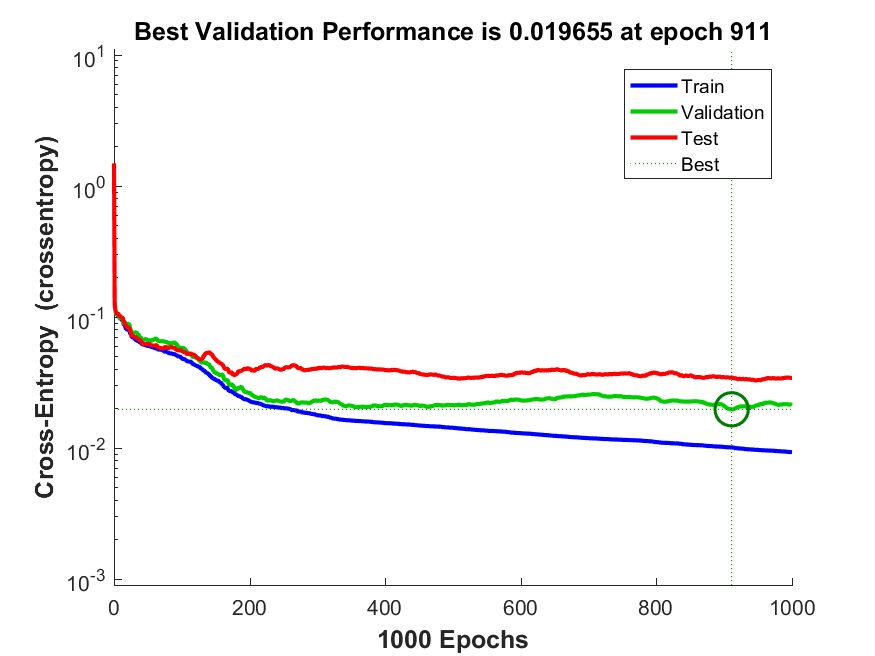 Best Validation Performance is 0.019655 at epoch 911
Cross-Entropy (crossentropy)
10^1
10^0
10^-1
10^-2
10^-3
Train
Validation
Test
Best
0 200 400 600 800 1000
1000 Epochs